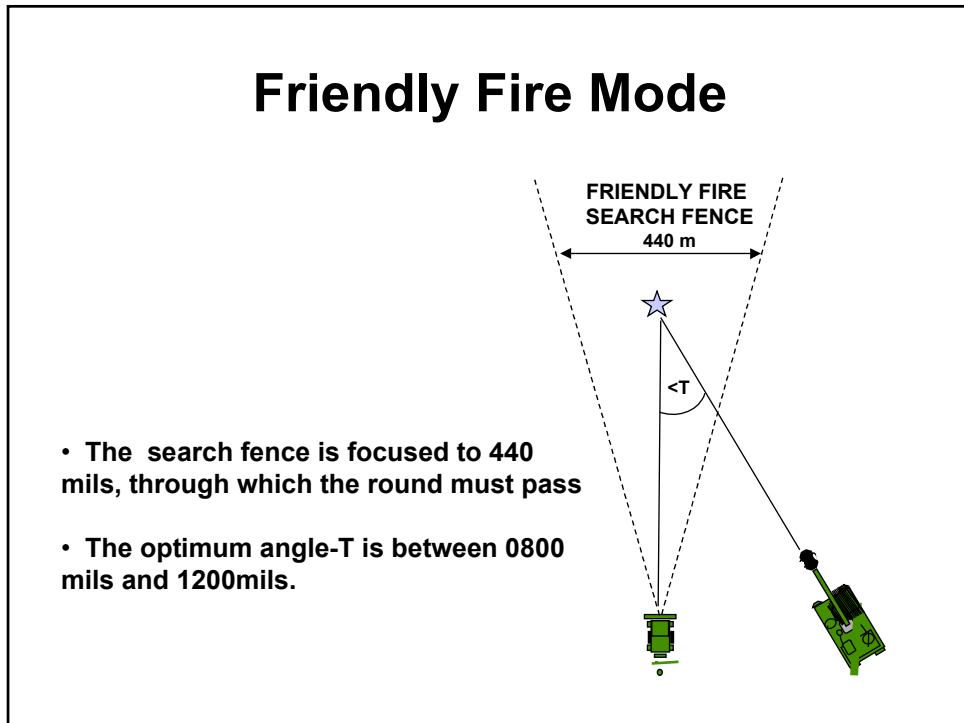 Friendly Fire Mode
FRIENDLY FIRE
SEARCH FENCE
440 m
<T
• The search fence is focused to 440
mils, through which the round must pass
• The optimum angle-T is between 0800
mils and 1200mils.